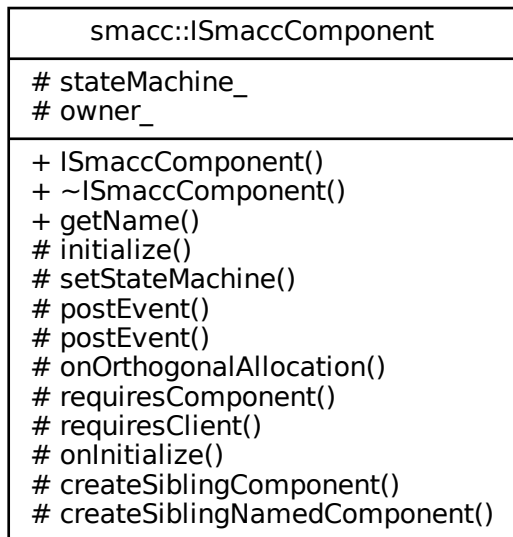 smacc::ISmaccComponent
# stateMachine_
# owner_
+ ISmaccComponent()
+ ~ISmaccComponent()
+ getName()
# initialize()
# setStateMachine()
# postEvent()
# postEvent()
# onOrthogonalAllocation()
# requiresComponent()
# requiresClient()
# onInitialize()
# createSiblingComponent()
# createSiblingNamedComponent()